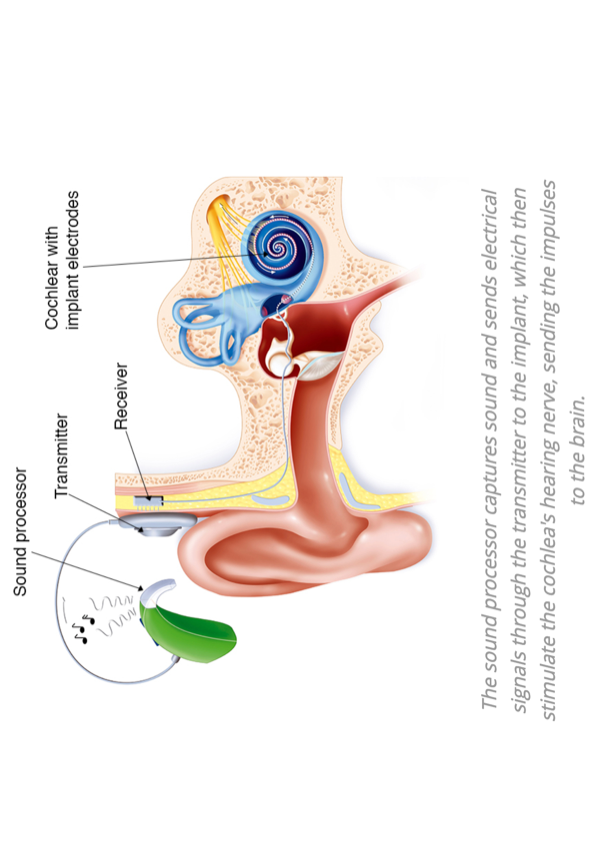 Sound processor
Transmitter
Receiver
Cochlear with
implant electrodes
The sound processor captures sound and sends electrical
signals through the transmitter to the implant, which then
stimulate the cochlea's hearing nerve, sending the impulses
to the brain.